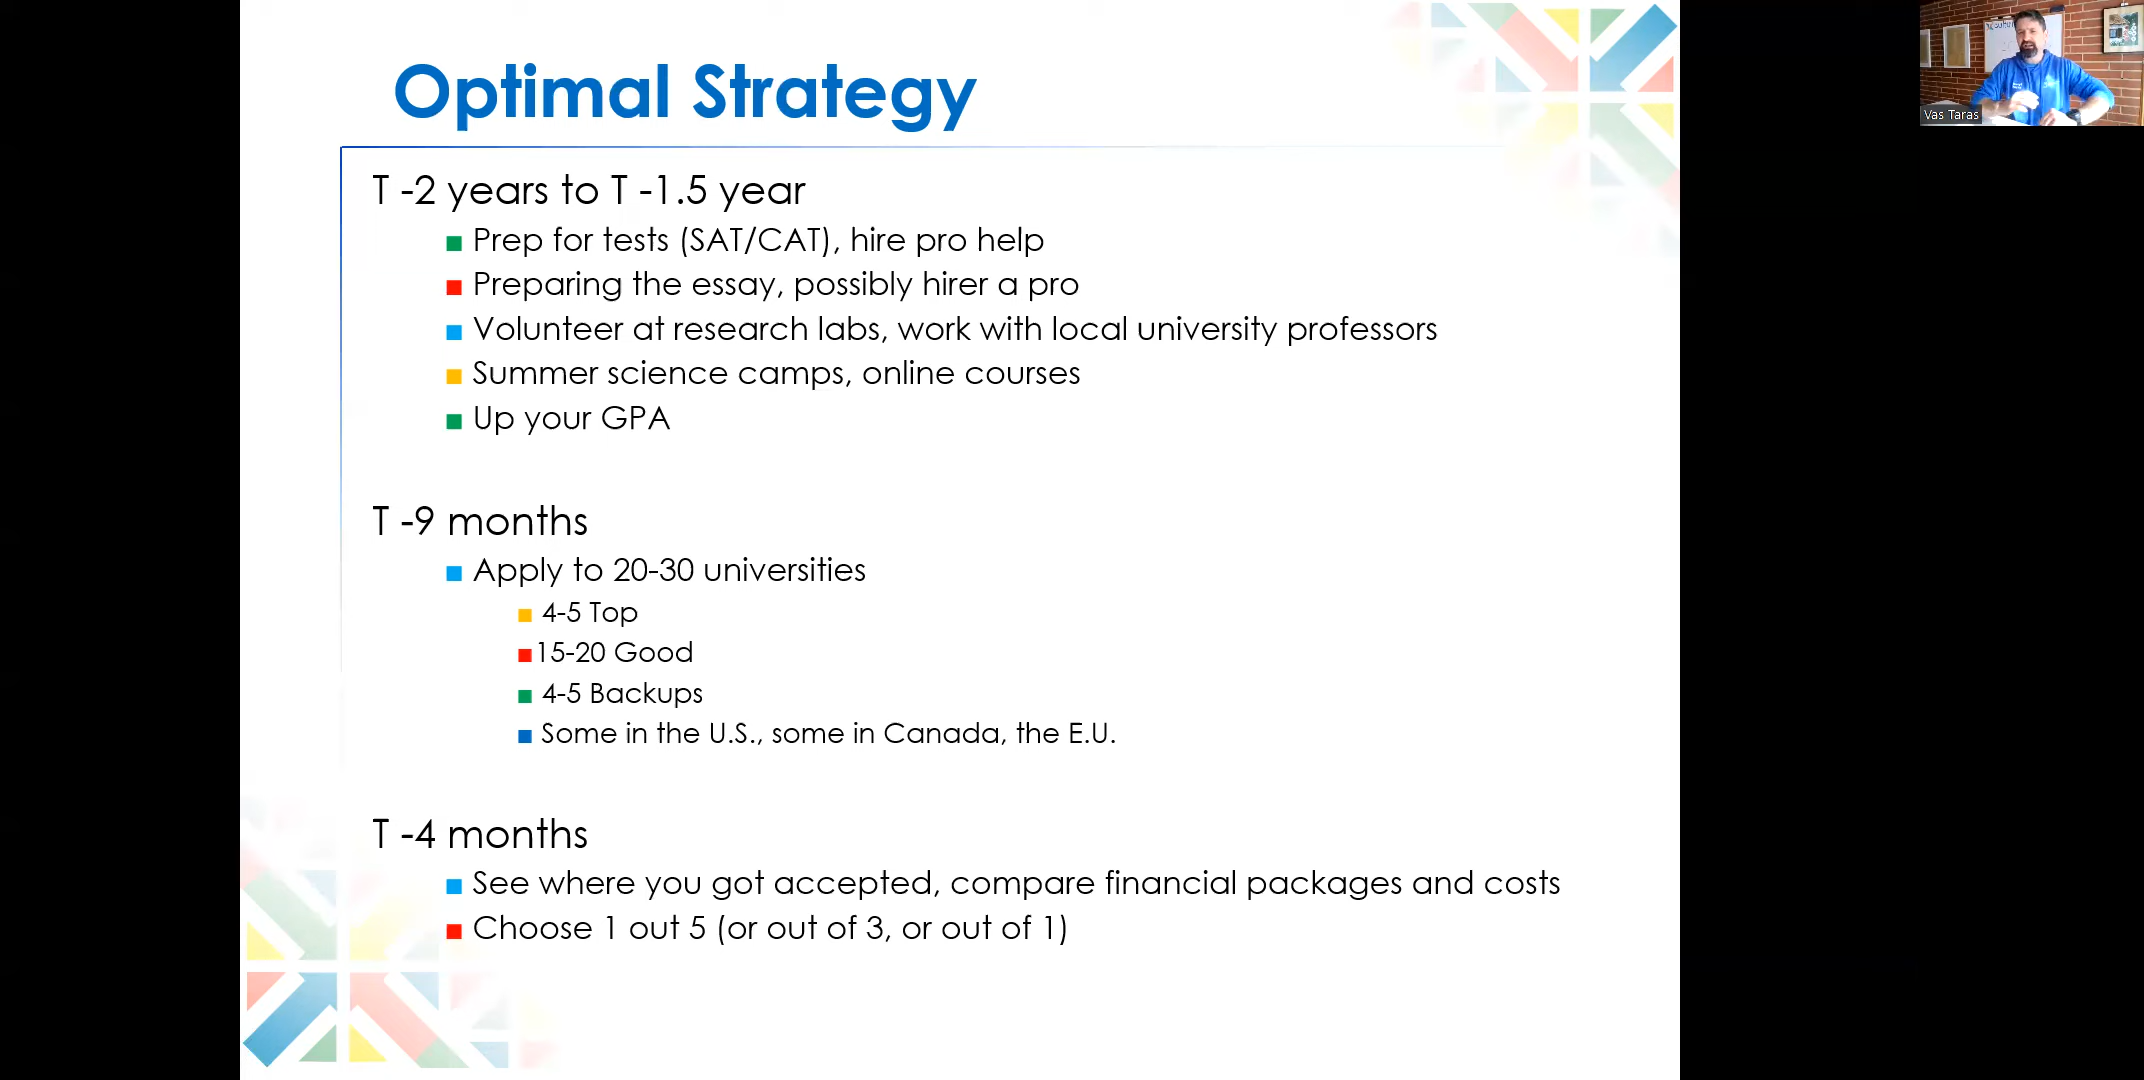 Optimal Strategy
T -2 years to T -1.5 year
Prep for tests (SAT/CAT), hire pro help
Preparing the essay, possibly hirer a pro
Volunteer at research labs, work with local university professors
Summer science camps, online courses
Up your GPA
T -9 months
Apply to 20-30 universities
4-5 Top
15-20 Good
4-5 Backups
Some in the U.S., some in Canada, the E.U.
T -4 months
See where you got accepted, compare financial packages and costs
Choose 1 out 5 (or out of 3, or out of 1)
Vas Taras